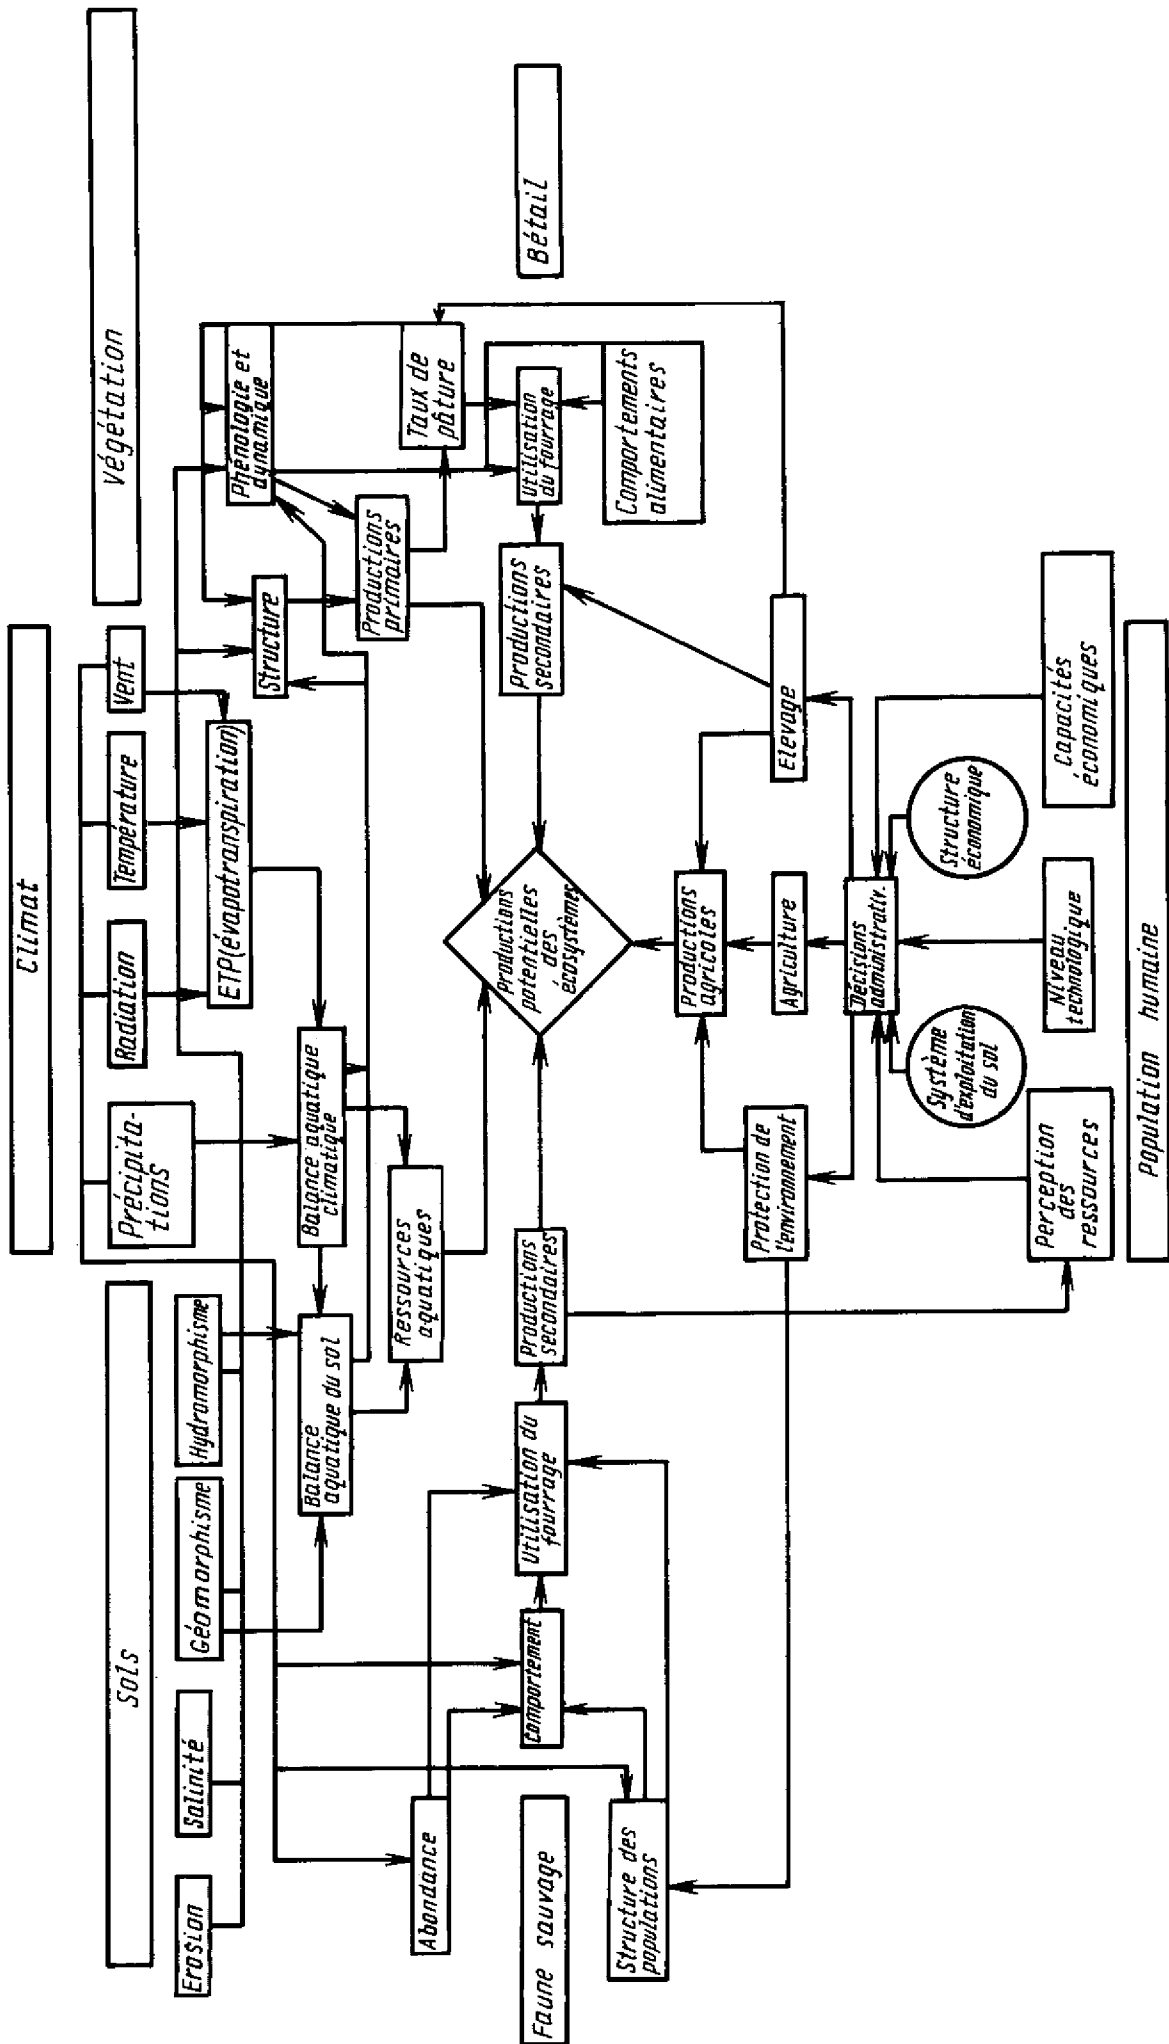 Climat
Sols
Végétation
Erosion
Salinité
Géomorphisme
Hydromorphisme
Précipita-
tions
Radiation
Température
Vent
ETP(évapotranspiration)
Structure
Phénologie et
dynamique
Balance
aquatique du sol
Balance aquatique
climatique
Productions
primaires
Abondance
Ressources
aquatiques
Taux de
pâture
Faune sauvage
Comportement
Utilisation du
fourrage
Productions
secondaires
Productions
potentielles
des
écosystèmes
Productions
secondaires
Utilisation
du fourrage
Bétail
Structure des
populations
Comportements
alimentaires
Productions
agricoles
Protection de
l'environnement
Agriculture
Elevage
Décisions
administrativ.
Système
d'exploitation
du sol
Structure
économique
Perception
des
ressources
Niveau
technologique
Capacités
économiques
Population humaine